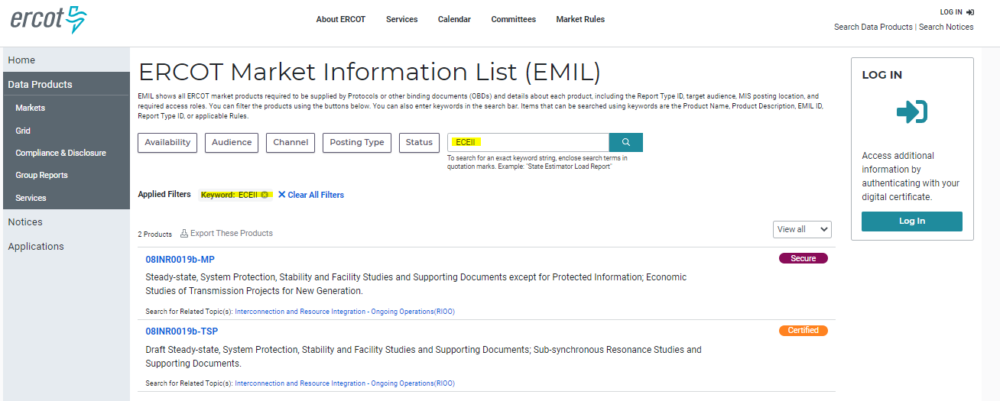 ercot
About ERCOT
Services
Calendar
Committees
Market Rules
LOG IN
Search Data Products | Search Notices
Home
Data Products
Markets
Grid
Compliance & Disclosure
Group Reports
Services
Notices
Applications
ERCOT Market Information List (EMIL)
EMIL shows all ERCOT market products required to be supplied by Protocols or other binding documents (OBDs) and details about each product, including the Report Type ID, target audience, MIS posting location, and
required access roles. You can filter the products using the buttons below. You can also enter keywords in the search bar. Items that can be searched using keywords are the Product Name, Product Description, EMIL ID,
Report Type ID, or applicable Rules.
Availability
Audience
Channel
Posting Type
Status
ECEII
To search for an exact keyword string, enclose search terms in
quotation marks. Example: "State Estimator Load Report"
Applied Filters
Keyword: ECEII
Clear All Filters
2 Products
Export These Products
View all
08INR0019b-MP
Secure
Steady-state, System Protection, Stability and Facility Studies and Supporting Documents except for Protected Information; Economic
Studies of Transmission Projects for New Generation.
Search for Related Topic(s): Interconnection and Resource Integration - Ongoing Operations(RIOO)
08INR0019b-TSP
Certified
Draft Steady-state, System Protection, Stability and Facility Studies and Supporting Documents; Sub-synchronous Resonance Studies and
Supporting Documents.
Search for Related Topic(s): Interconnection and Resource Integration - Ongoing Operations(RIOO)
LOG IN
Access additional
information by
authenticating with your
digital certificate.
Log In